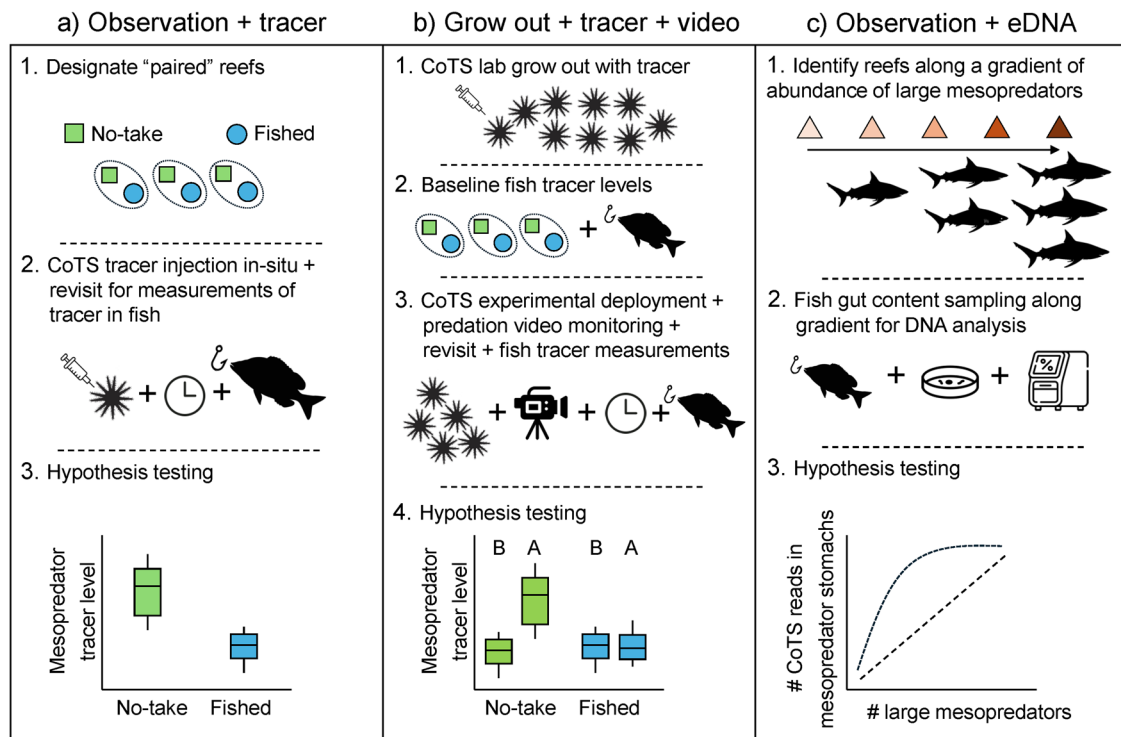 a) Observation + tracer
1. Designate “paired” reefs
No-take
Fished
2. CoTS tracer injection in-situ +
revisit for measurements of
tracer in fish
+
+
3. Hypothesis testing
Mesopredator
tracer level
No-take
Fished
b) Grow out + tracer + video
1. CoTS lab grow out with tracer
2. Baseline fish tracer levels
+
3. CoTS experimental deployment +
predation video monitoring +
revisit + fish tracer measurements
+
+
+
4. Hypothesis testing
B A B A
Mesopredator
tracer level
No-take
Fished
c) Observation + eDNA
1. Identify reefs along a gradient of
abundance of large mesopredators
2. Fish gut content sampling along
gradient for DNA analysis
+
+
3. Hypothesis testing
# CoTS reads in
mesopredator stomachs
# large mesopredators